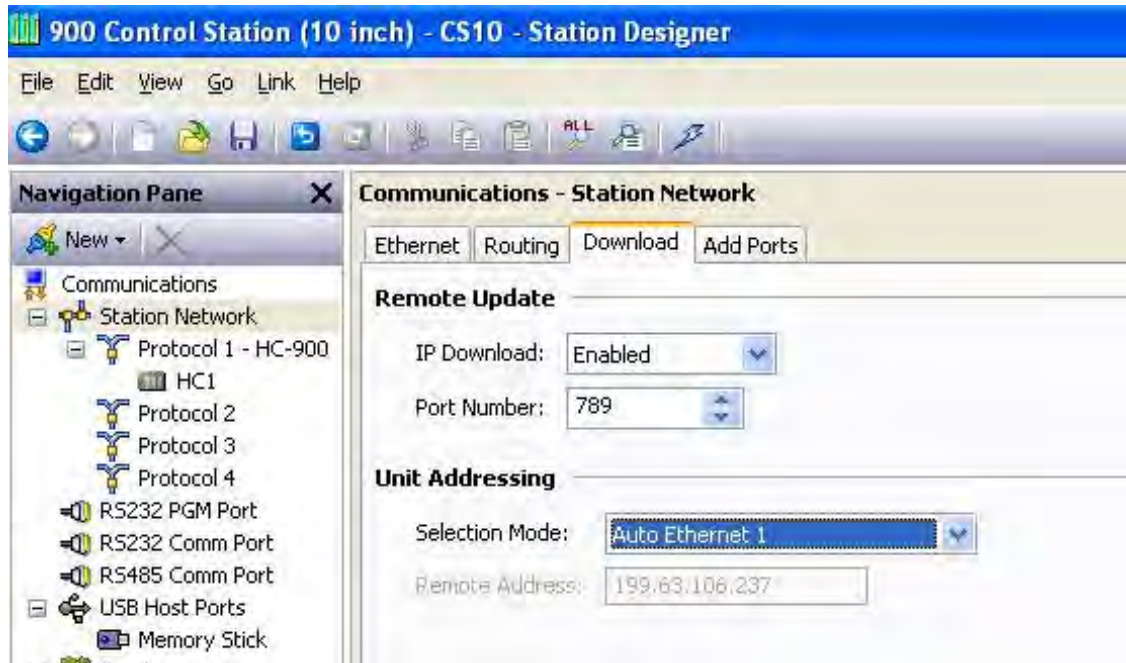 900 Control Station (10 inch) - CS10 - Station Designer
File Edit View Go Link Help
ALL
Navigation Pane
New
Communications
Station Network
Protocol 1 - HC-900
HC1
Protocol 2
Protocol 3
Protocol 4
RS232 PGM Port
RS232 Comm Port
RS485 Comm Port
USB Host Ports
Memory Stick
Communications - Station Network
Ethernet Routing Download Add Ports
Remote Update
IP Download: Enabled
Port Number: 789
Unit Addressing
Selection Mode: Auto Ethernet 1
Remote Address: 199.63.106.237